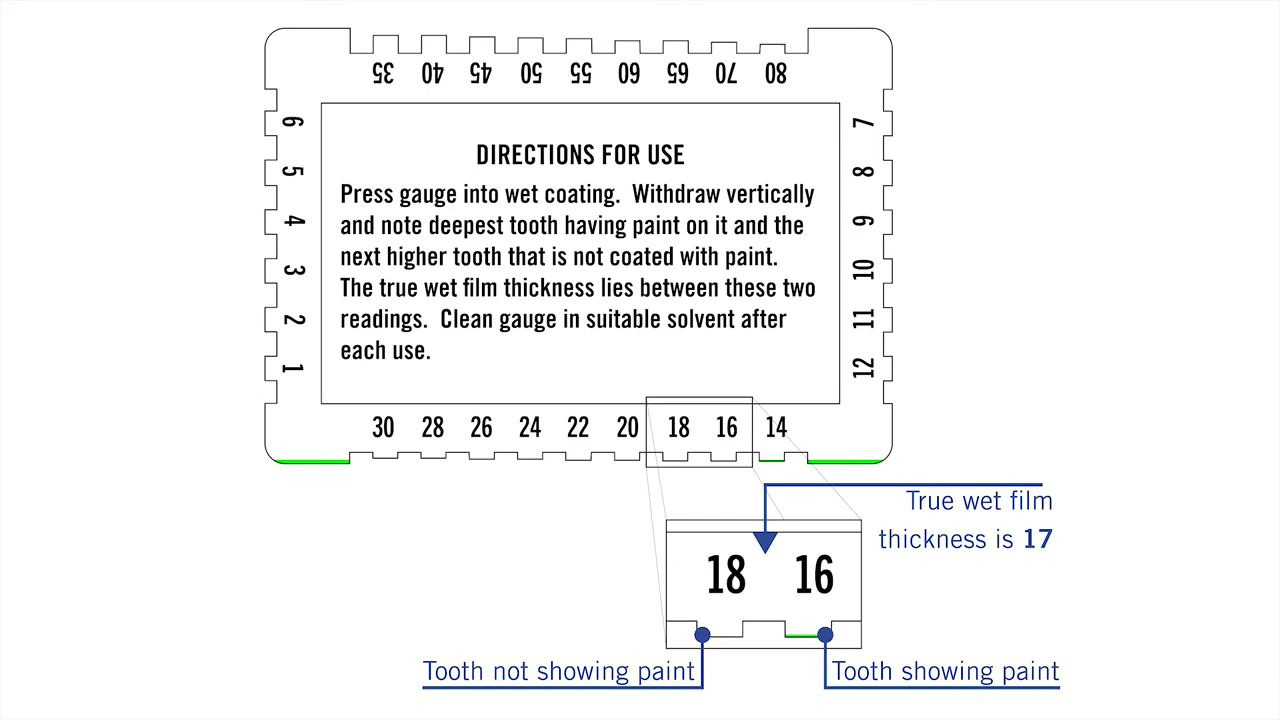 35 40 45 50 55 60 65 70 80
6
5
4
3
2
1
7
8
9
10
11
12
DIRECTIONS FOR USE
Press gauge into wet coating. Withdraw vertically
and note deepest tooth having paint on it and the
next higher tooth that is not coated with paint.
The true wet film thickness lies between these two
readings. Clean gauge in suitable solvent after
each use.
30 28 26 24 22 20 18 16 14
True wet film
thickness is 17
18 16
Tooth not showing paint
Tooth showing paint